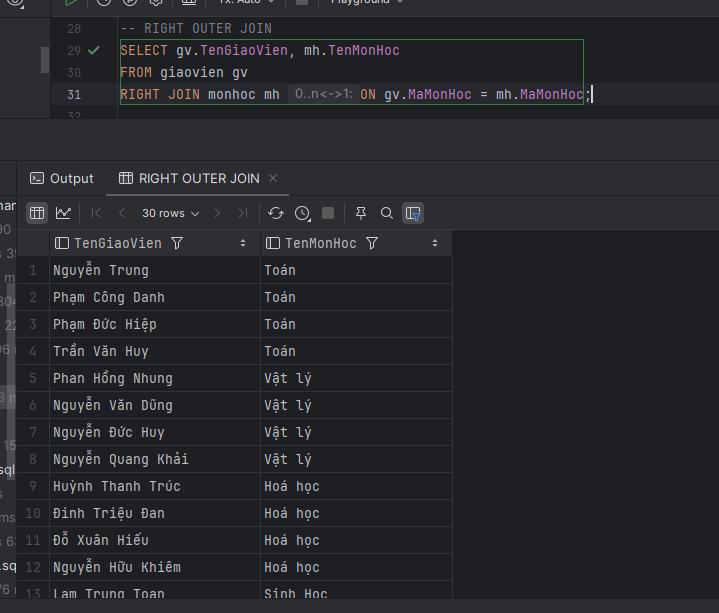 Tx: Auto
Playground
28 -- RIGHT OUTER JOIN
29 SELECT gv.TenGiaoVien, mh.TenMonHoc
30 FROM giaovien gv
31 RIGHT JOIN monhoc mh 0..n<->1: ON gv.MaMonHoc = mh.MaMonHoc;
32
Output RIGHT OUTER JOIN
30 rows
TenGiaoVien TenMonHoc
1 Nguyễn Trung Toán
2 Phạm Công Danh Toán
3 Phạm Đức Hiệp Toán
4 Trần Văn Huy Toán
5 Phan Hồng Nhung Vật lý
6 Nguyễn Văn Dũng Vật lý
7 Nguyễn Đức Huy Vật lý
8 Nguyễn Quang Khải Vật lý
9 Huỳnh Thanh Trúc Hoá học
10 Đinh Triệu Đan Hoá học
11 Đỗ Xuân Hiếu Hoá học
12 Nguyễn Hữu Khiêm Hoá học
13 Lam Trung Toan Sinh Học